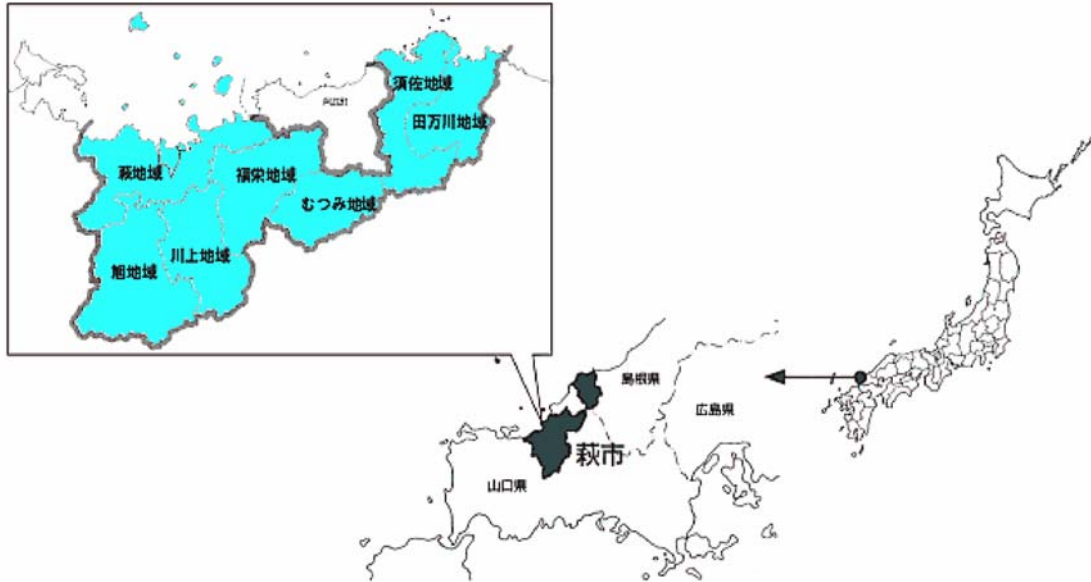 須佐地域
田万川地域
萩地域
福栄地域
むつみ地域
川上地域
旭地域
島根県
広島県
萩市
山口県